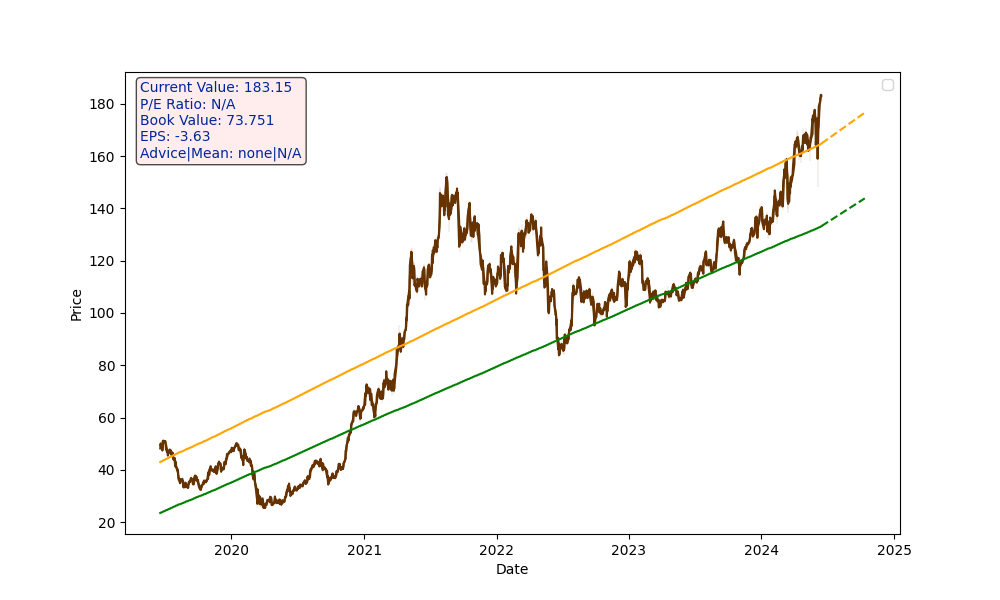 Current Value: 183.15
P/E Ratio: N/A
Book Value: 73.751
EPS: -3.63
Advice|Mean: none|N/A
180
160
140
120
100
80
60
40
20
Price
2020 2021 2022 2023 2024 2025
Date